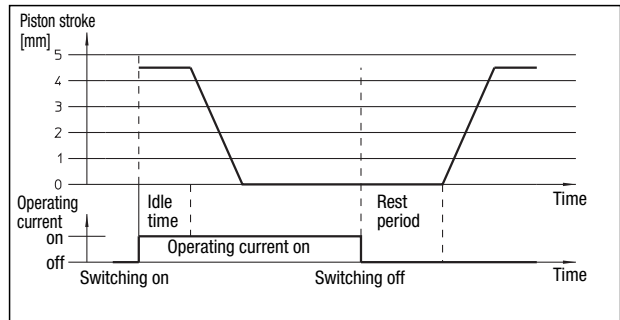 Piston stroke
[mm]
5
4
3
2
1
0
Time
Idle
time
Rest
period
Operating
current
on
off
Operating current on
Time
Switching on
Switching off